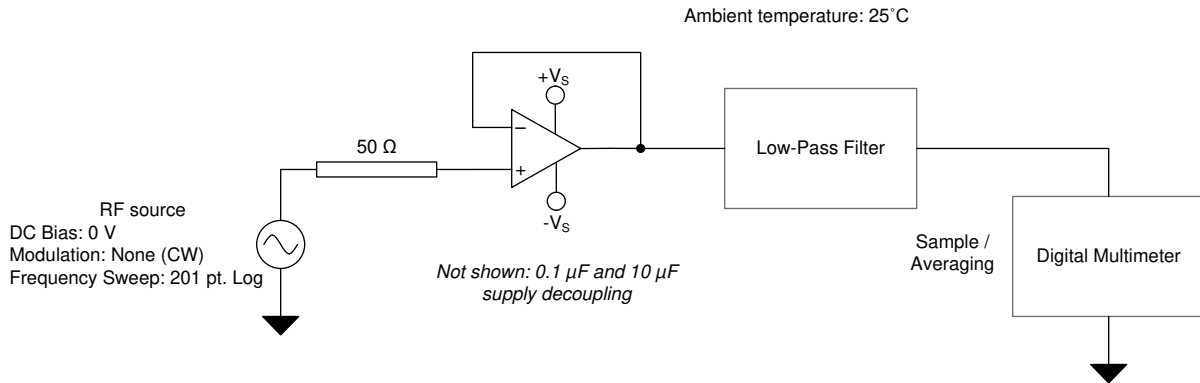 Ambient temperature: 25˚C
+VS
−
50 Ω
+
Low-Pass Filter
-VS
RF source
DC Bias: 0 V
Modulation: None (CW)
Frequency Sweep: 201 pt. Log
Not shown: 0.1 µF and 10 µF
supply decoupling
Sample /
Averaging
Digital Multimeter